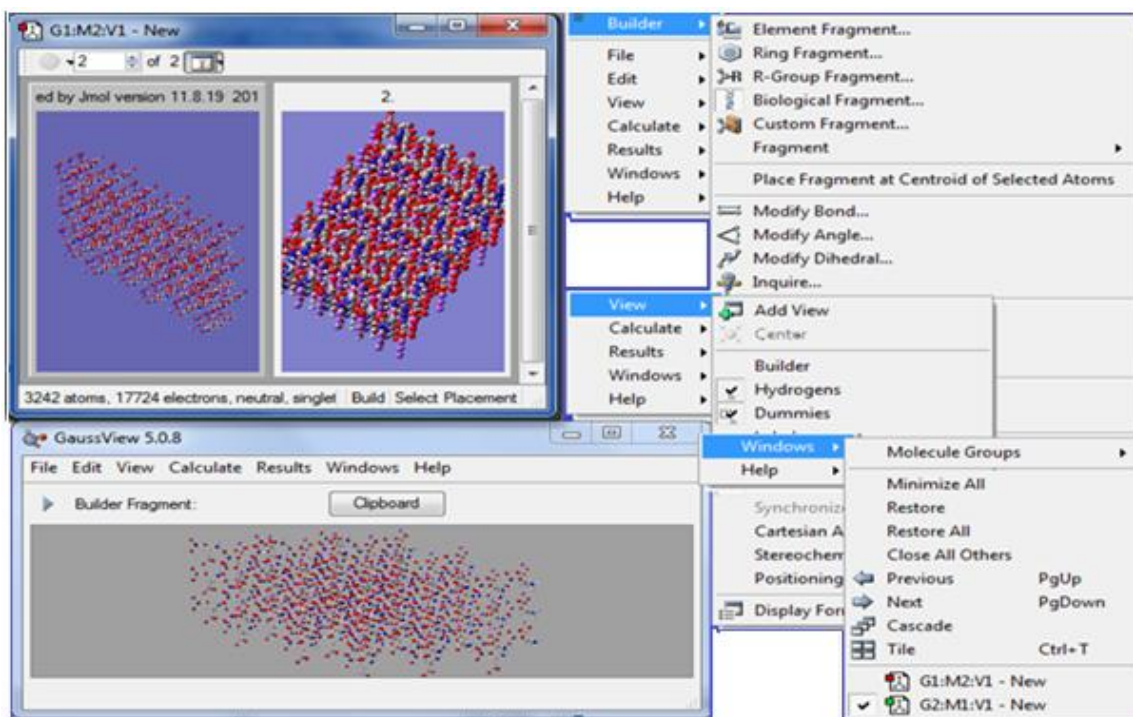 G1:M2:V1 - New
2 of 2
ed by Jmol version 11.8.19 201
2.
3242 atoms, 17724 electrons, neutral, singlet Build Select Placement
GaussView 5.0.8
File Edit View Calculate Results Windows Help
Builder Fragment: Clipboard
Builder
File
Edit
View
Calculate
Results
Windows
Help
Element Fragment...
Ring Fragment...
R-Group Fragment...
Biological Fragment...
Custom Fragment...
Fragment
Place Fragment at Centroid of Selected Atoms
Modify Bond...
Modify Angle...
Modify Dihedral...
Inquire...
View
Calculate
Results
Windows
Help
Add View
Center
Builder
Hydrogens
Dummies
Windows
Help
Synchroniz
Cartesian A
Stereochem
Positioning
Display For
Molecule Groups
Minimize All
Restore
Restore All
Close All Others
Previous PgUp
Next PgDown
Cascade
Tile Ctrl+T
G1:M2:V1 - New
G2:M1:V1 - New